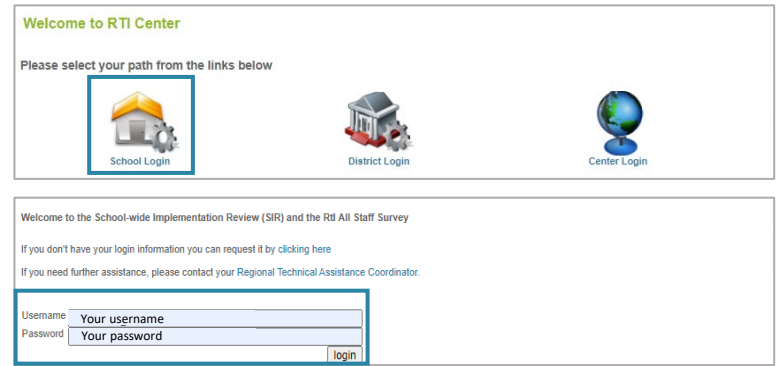 Welcome to RTI Center
Please select your path from the links below
School Login District Login Center Login
Welcome to the School-wide Implementation Review (SIR) and the RtI All Staff Survey
If you don't have your login information you can request it by clicking here
If you need further assistance, please contact your Regional Technical Assistance Coordinator.
Username Your username
Password Your password
login